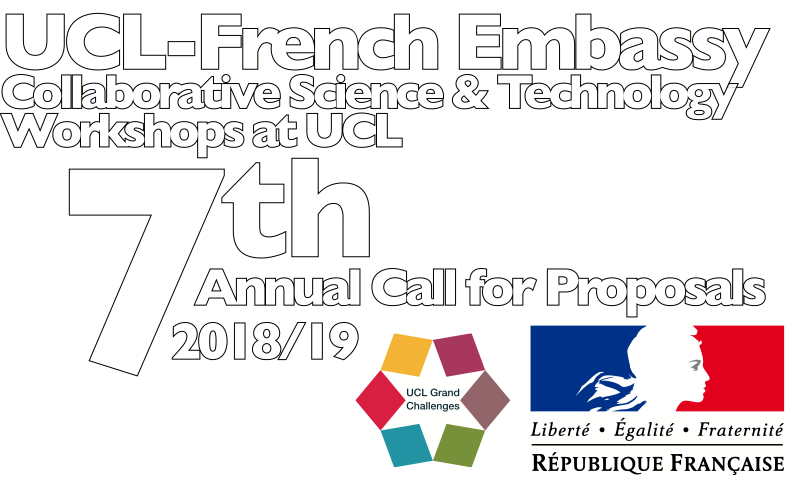 UCL-French Embassy
Collaborative Science & Technology
Workshops at UCL
7th
Annual Call for Proposals
2018/19
UCL Grand
Challenges
Liberté • Égalité • Fraternité
RÉPUBLIQUE FRANÇAISE